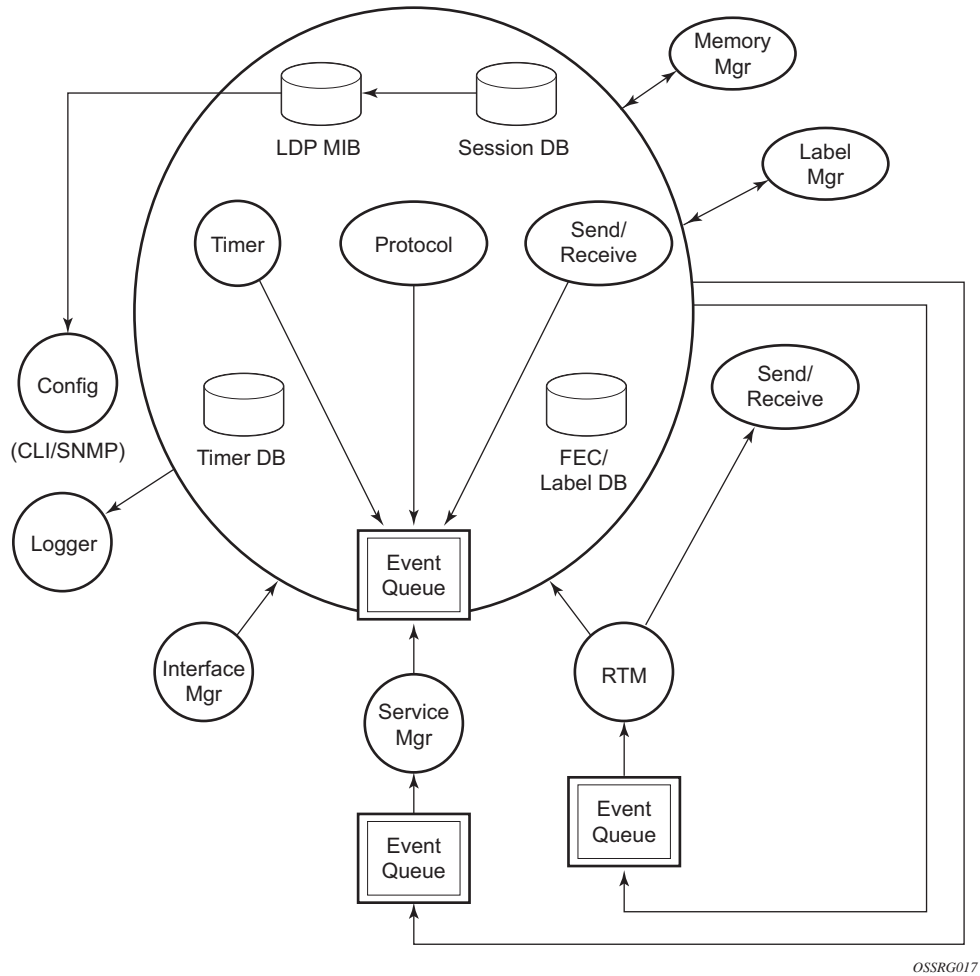 Memory
Mgr
LDP MIB
Session DB
Label
Mgr
Timer
Protocol
Send/
Receive
Config
(CLI/SNMP)
Timer DB
FEC/
Label DB
Send/
Receive
Logger
Event
Queue
Interface
Mgr
Service
Mgr
RTM
Event
Queue
Event
Queue
OSSRG017